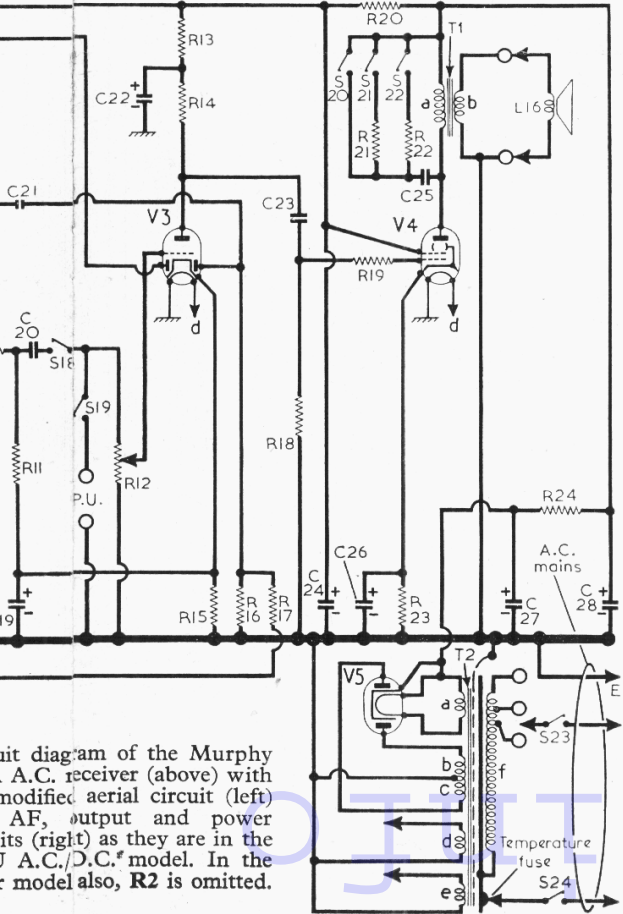 R13
R20
T1
C22
+
-
R14
S 20
S 21
S 22
a
b
L16
R 21
R 22
C25
C21
V3
C23
V4
R19
d
d
C 20
S18
S19
R18
R11
R12
P.U.
R24
A.C. mains
C26
+
-
R15
R 16
R 17
C 24
+
-
+
-
R 23
+
-
C 27
+
-
C 28
V5
T2
E
a
S23
b
c
f
d
e
Temperature fuse
S24
uit diagram of the Murphy
A.C. receiver (above) with
modified aerial circuit (left)
AF, output and power
its (right) as they are in the
U A.C./D.C. model. In the
r model also, R2 is omitted.